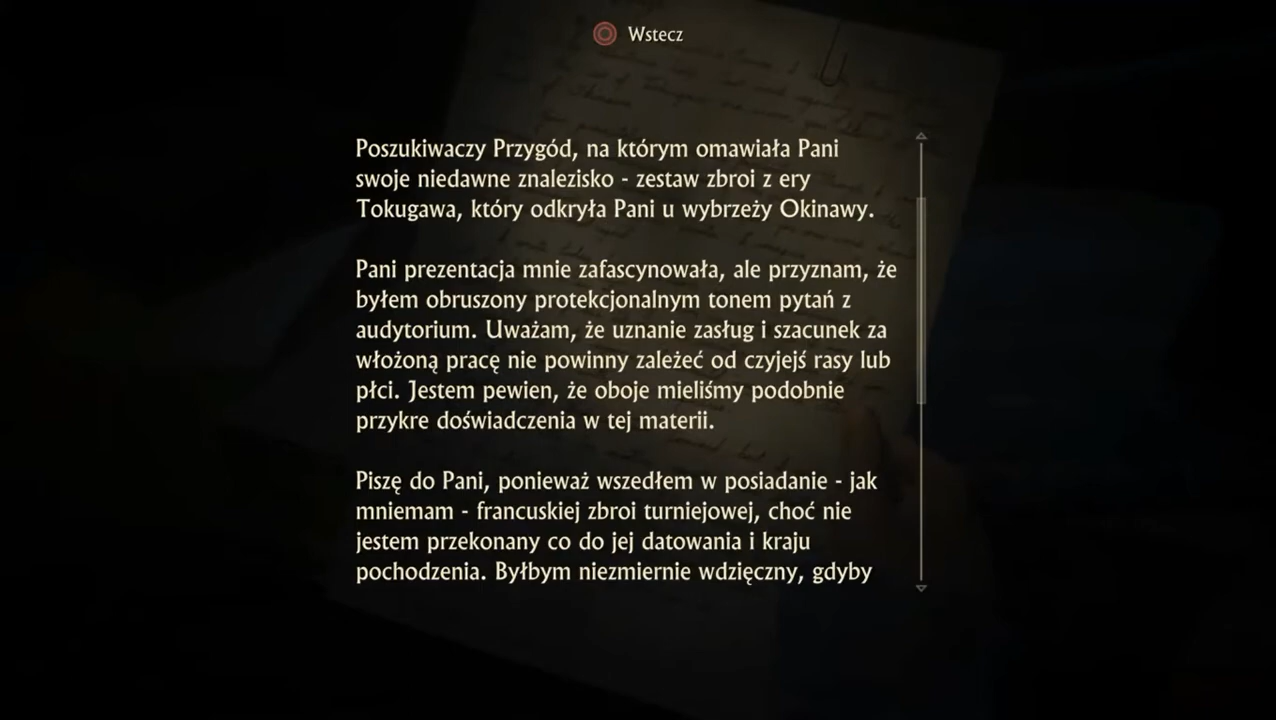 Wstecz
Poszukiwaczy Przygód, na którym omawiała Pani
swoje niedawne znalezisko - zestaw zbroi z ery
Tokugawa, który odkryła Pani u wybrzeży Okinawy.
Pani prezentacja mnie zafascynowała, ale przyznam, że
byłem obruszony protekcjonalnym tonem pytań z
audytorium. Uważam, że uznanie zasług i szacunek za
włożoną pracę nie powinny zależeć od czyjejś rasy lub
płci. Jestem pewien, że oboje mieliśmy podobnie
przykre doświadczenia w tej materii.
Piszę do Pani, ponieważ wszedłem w posiadanie - jak
mniemam - francuskiej zbroi turniejowej, choć nie
jestem przekonany co do jej datowania i kraju
pochodzenia. Byłbym niezmiernie wdzięczny, gdyby